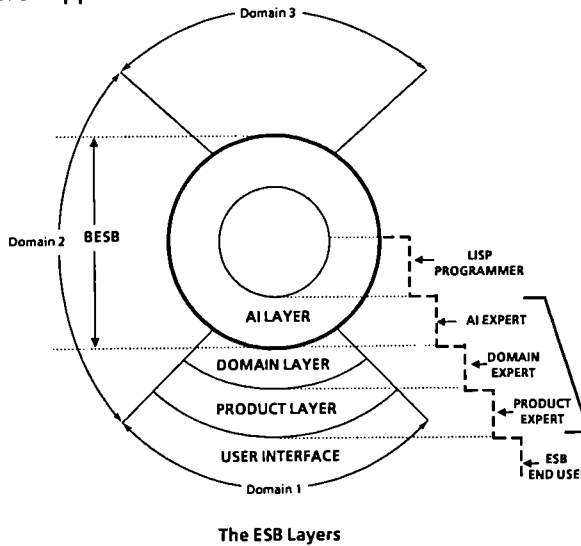 Domain 3
Domain 2
BESB
LISP
PROGRAMMER
AI LAYER
AI EXPERT
DOMAIN LAYER
DOMAIN
EXPERT
PRODUCT LAYER
PRODUCT
EXPERT
USER INTERFACE
ESB
END USER
Domain 1
The ESB Layers